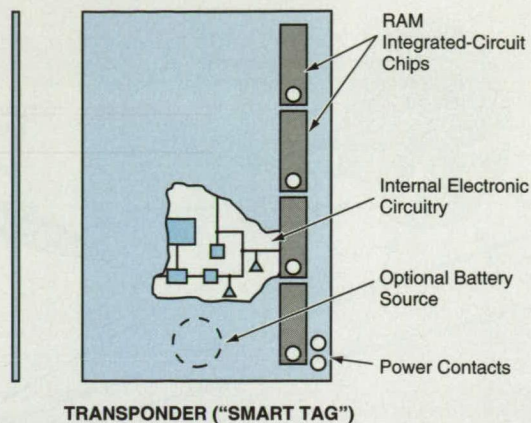 RAM
Integrated-Circuit
Chips
Internal Electronic
Circuitry
Optional Battery
Source
Power Contacts
TRANSPONDER ("SMART TAG")